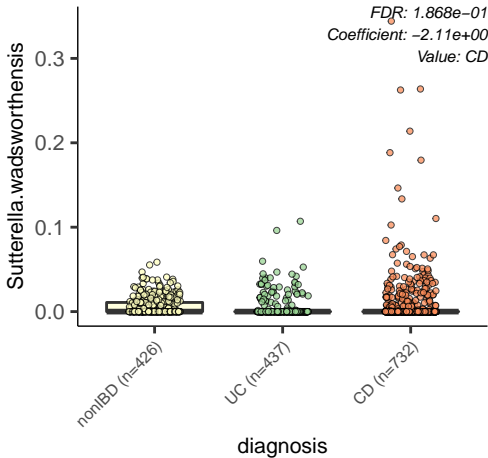 FDR: 1.868e−01
Coefficient: −2.11e+00
Value: CD
Sutterella.wadsworthensis
0.3
0.2
0.1
0.0
nonIBD (n=426)
UC (n=437)
CD (n=732)
diagnosis